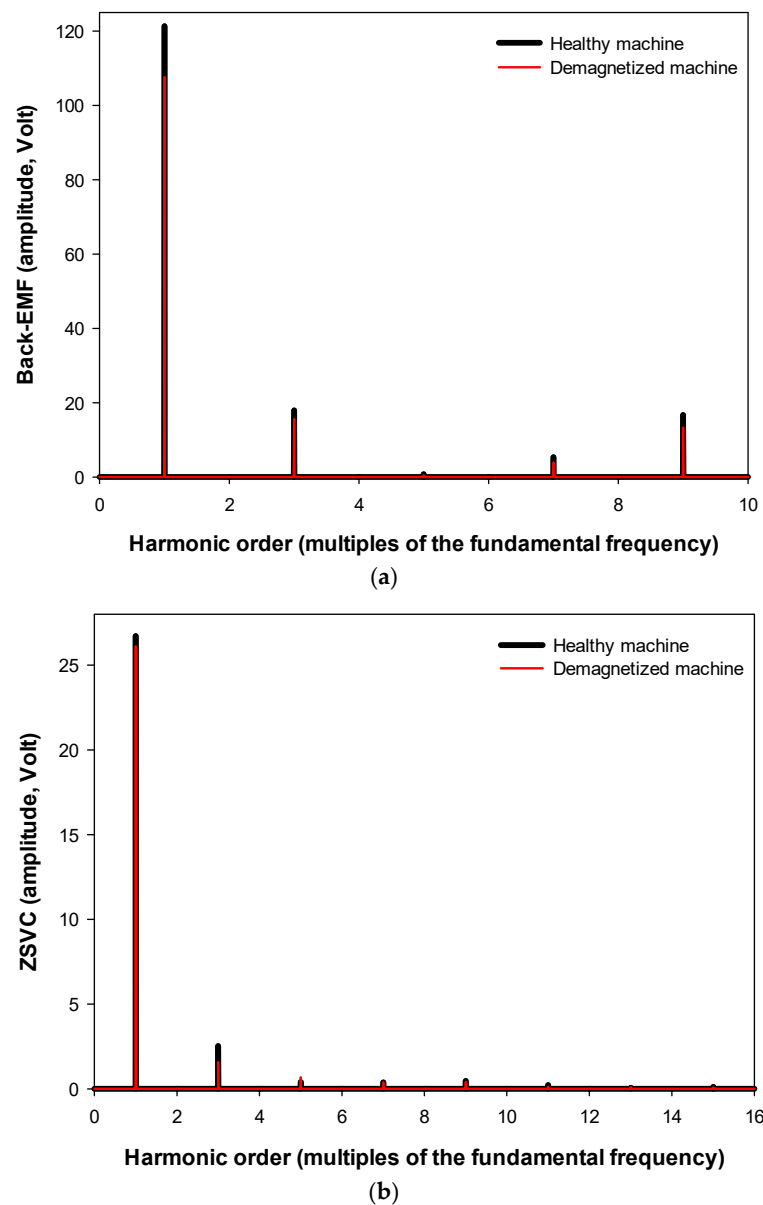 120
100
80
60
40
20
0
Back-EMF (amplitude, Volt)
Healthy machine
Demagnetized machine
0 2 4 6 8 10
Harmonic order (multiples of the fundamental frequency)
(a)
25
20
15
10
5
0
ZSVC (amplitude, Volt)
Healthy machine
Demagnetized machine
0 2 4 6 8 10 12 14 16
Harmonic order (multiples of the fundamental frequency)
(b)